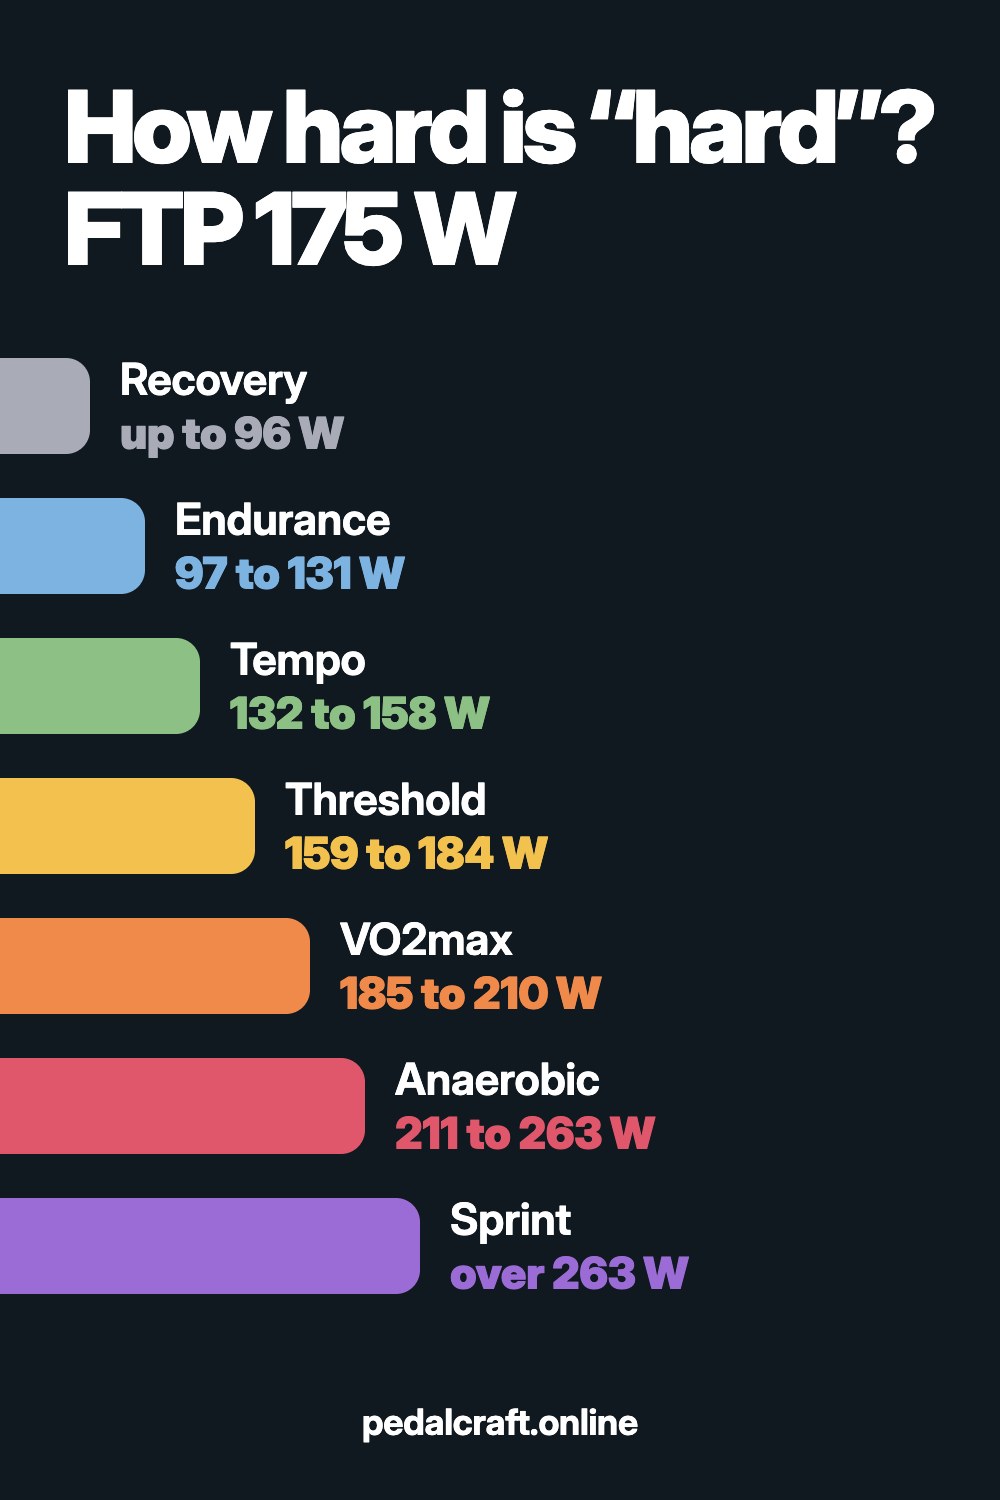 How hard is “hard”?
FTP 175 W
Recovery
up to 96 W
Endurance
97 to 131 W
Tempo
132 to 158 W
Threshold
159 to 184 W
VO2max
185 to 210 W
Anaerobic
211 to 263 W
Sprint
over 263 W
pedalcraft.online